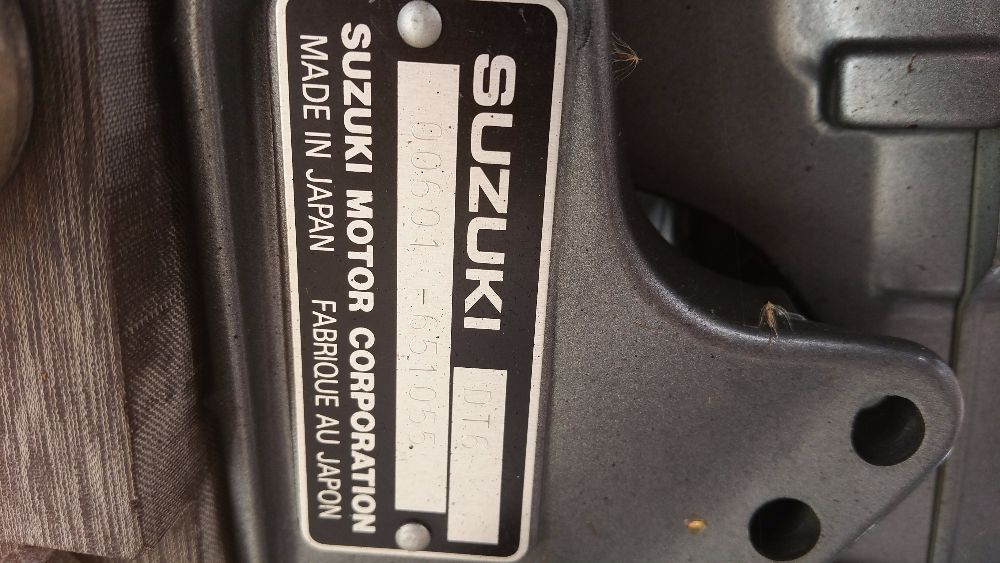 SUZUKI DT6
00601-651055
SUZUKI MOTOR CORPORATION
MADE IN JAPAN FABRIQUE AU JAPON